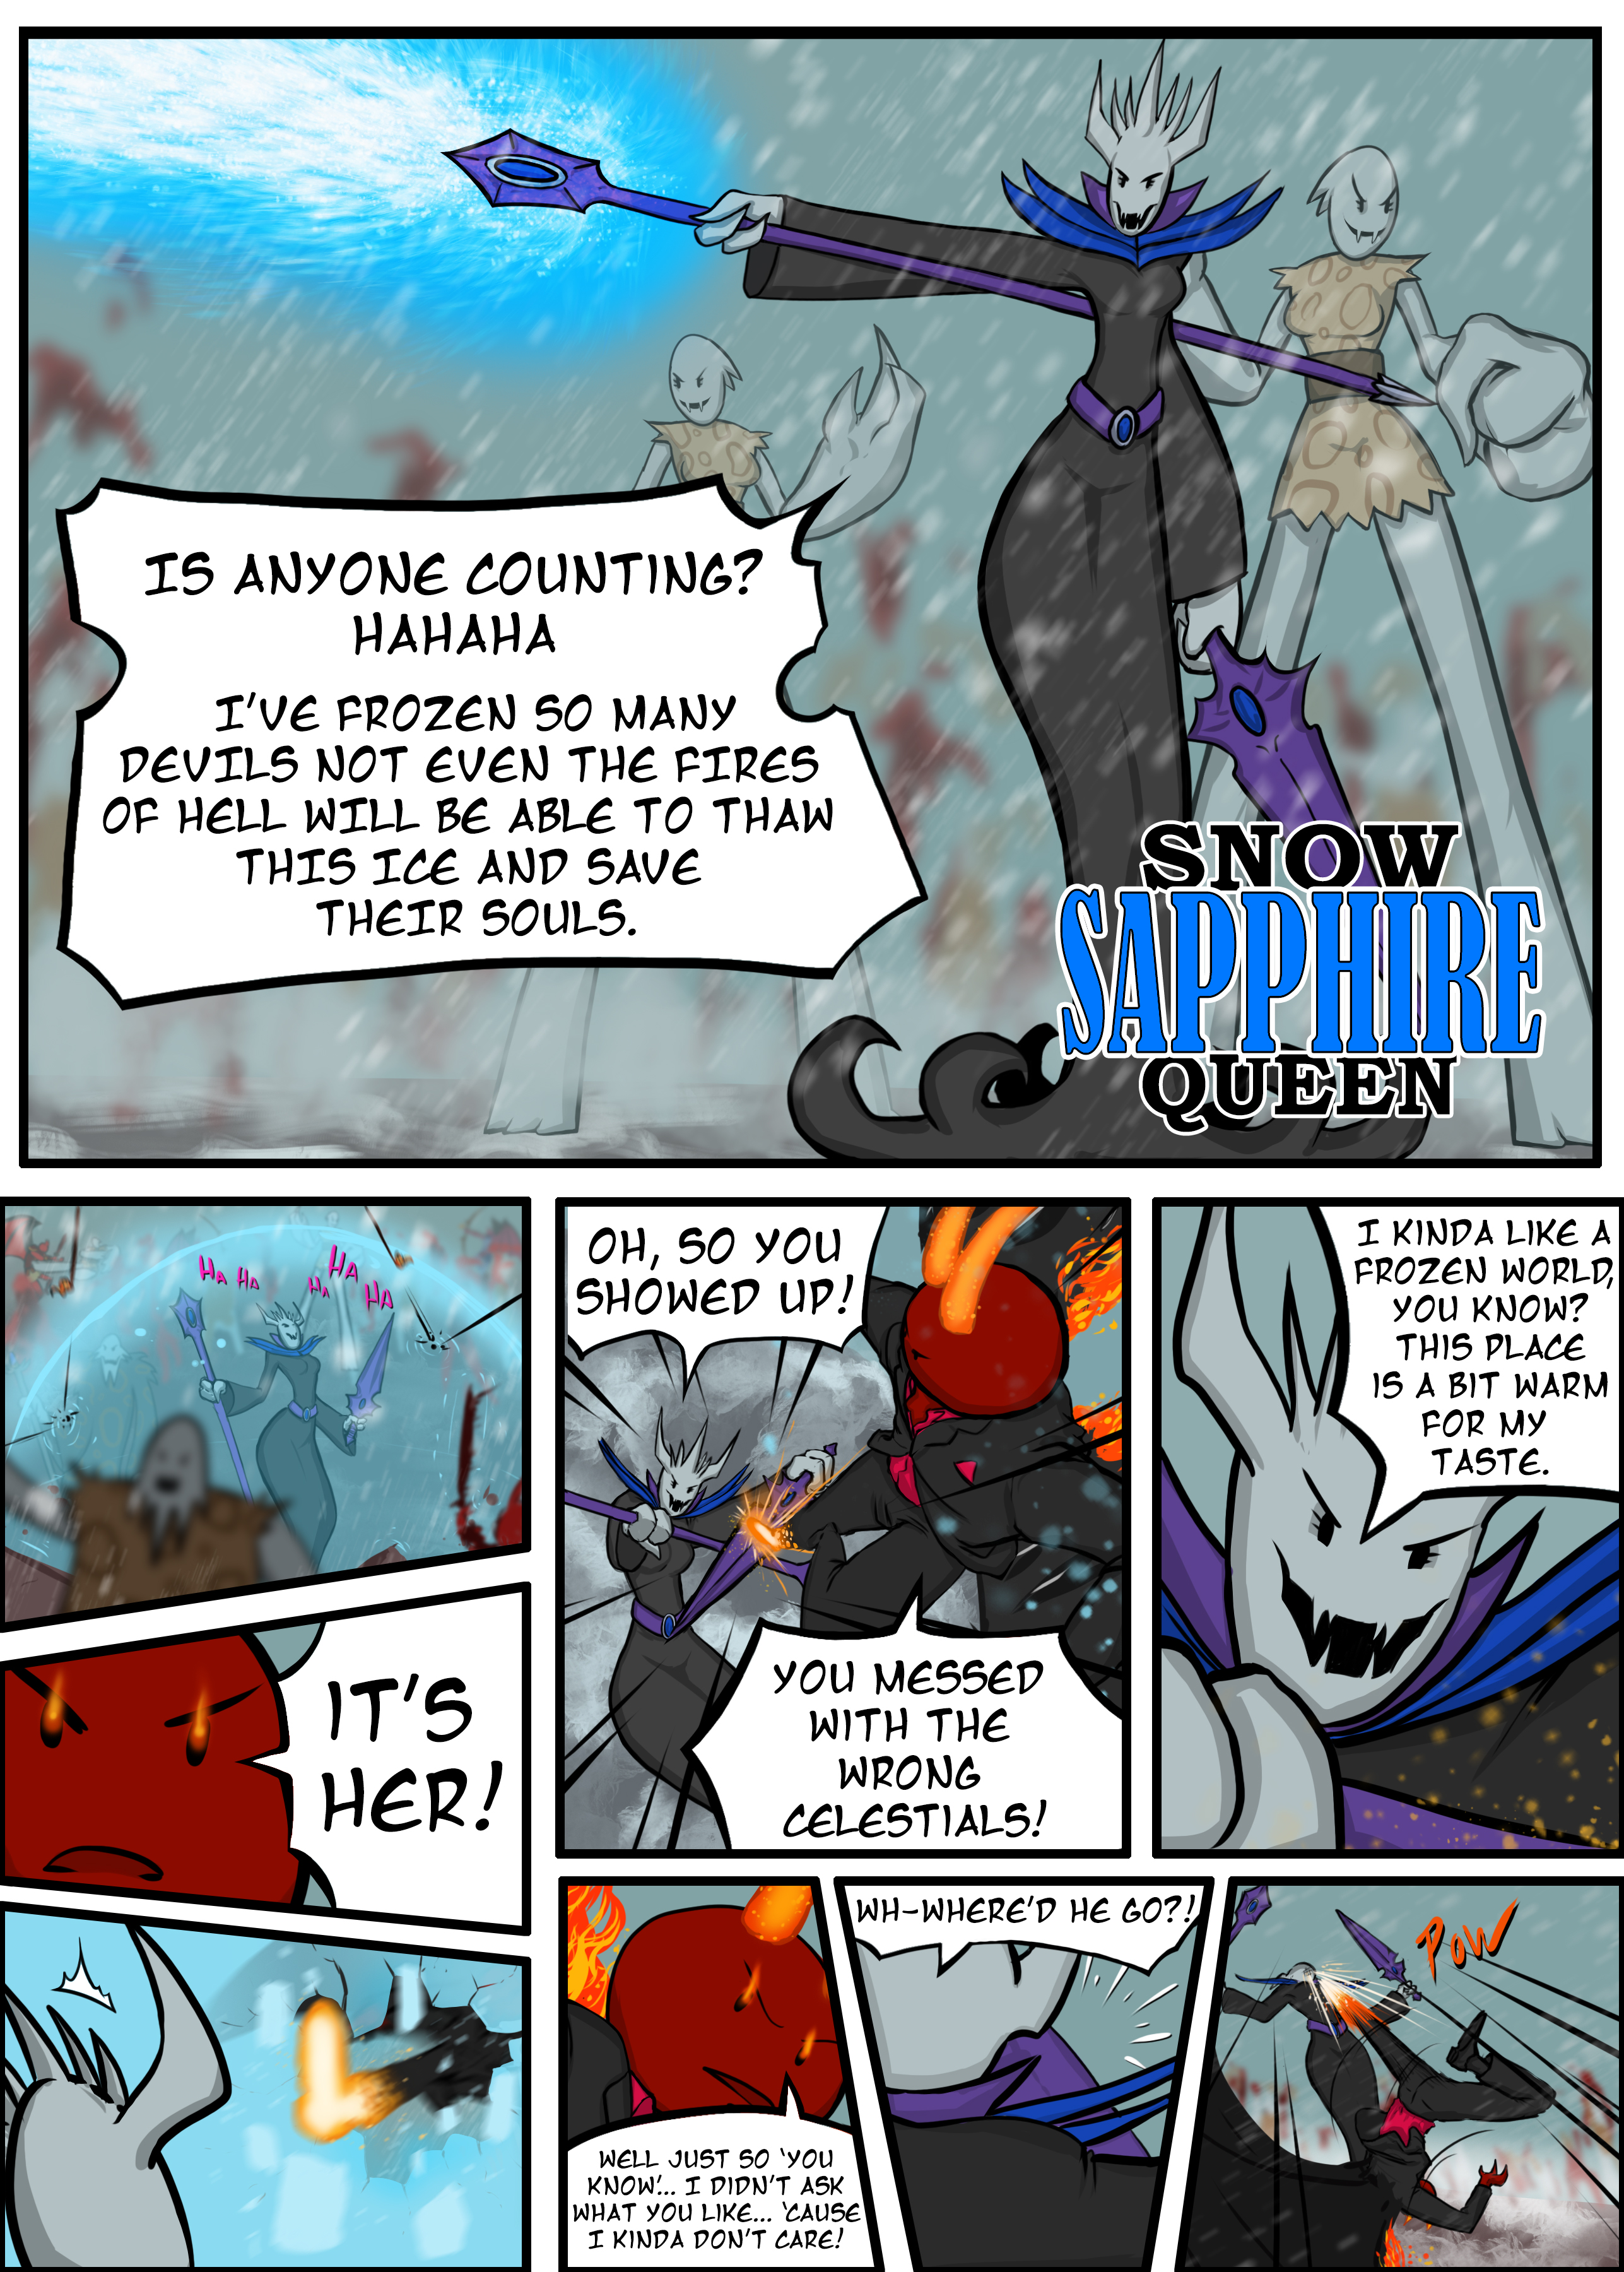 IS ANYONE COUNTING?
HAHAHA
I'VE FROZEN SO MANY
DEVILS NOT EVEN THE FIRES
OF HELL WILL BE ABLE TO THAW
THIS ICE AND SAVE
THEIR SOULS.
SNOW
SAPPHIRE
QUEEN
HA HA
HA
HA
HA
IT'S
HER!
OH, SO YOU
SHOWED UP!
YOU MESSED
WITH THE
WRONG
CELESTIALS!
I KINDA LIKE A
FROZEN WORLD,
YOU KNOW?
THIS PLACE
IS A BIT WARM
FOR MY
TASTE.
WELL JUST SO 'YOU
KNOW'... I DIDN'T ASK
WHAT YOU LIKE... 'CAUSE
I KINDA DON'T CARE!
WH-WHERE'D HE GO?!
POW